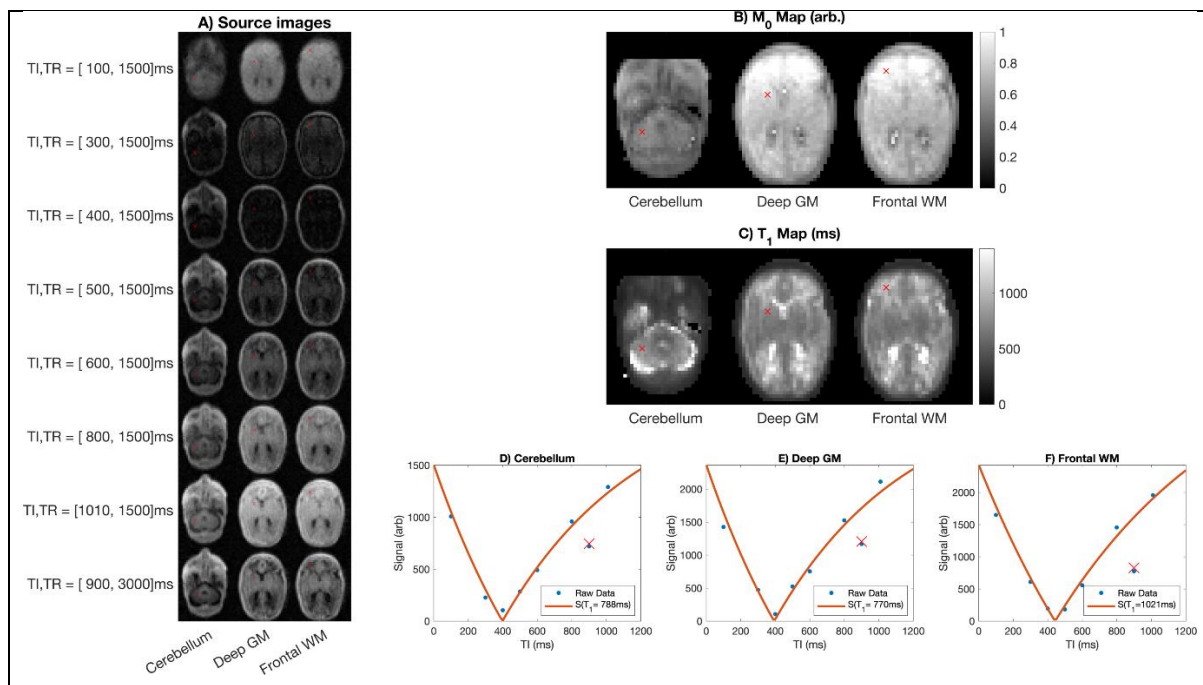 A) Source images
TI,TR = [ 100, 1500]ms
TI,TR = [ 300, 1500]ms
TI,TR = [ 400, 1500]ms
TI,TR = [ 500, 1500]ms
TI,TR = [ 600, 1500]ms
TI,TR = [ 800, 1500]ms
TI,TR = [1010, 1500]ms
TI,TR = [ 900, 3000]ms
Cerebellum
Deep GM
Frontal WM
B) M₀ Map (arb.)
1
0.8
0.6
0.4
0.2
0
Cerebellum Deep GM Frontal WM
C) T₁ Map (ms)
1000
500
0
Cerebellum Deep GM Frontal WM
D) Cerebellum
1500
1000
500
0
Signal (arb)
0 200 400 600 800 1000 1200
TI (ms)
Raw Data
S(T₁= 788ms)
E) Deep GM
2000
1500
1000
500
0
Signal (arb)
0 200 400 600 800 1000 1200
TI (ms)
Raw Data
S(T₁= 770ms)
F) Frontal WM
2000
1500
1000
500
0
Signal (arb)
0 200 400 600 800 1000 1200
TI (ms)
Raw Data
S(T₁=1021ms)